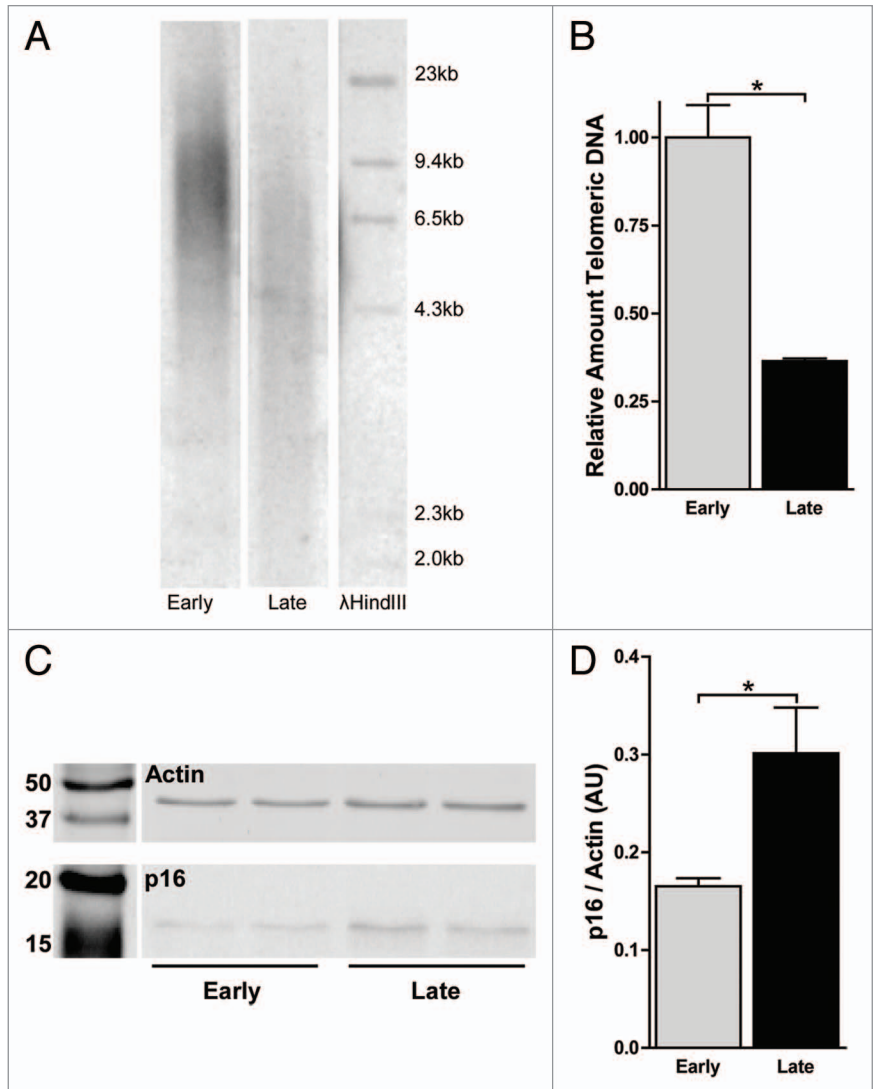 A
23kb
9.4kb
6.5kb
4.3kb
2.3kb
2.0kb
Early Late λHindIII
B
Relative Amount Telomeric DNA
*
1.00
0.75
0.50
0.25
0.00
Early Late
C
50
37
Actin
20
15
p16
Early Late
D
p16 / Actin (AU)
0.4
*
0.3
0.2
0.1
0.0
Early Late